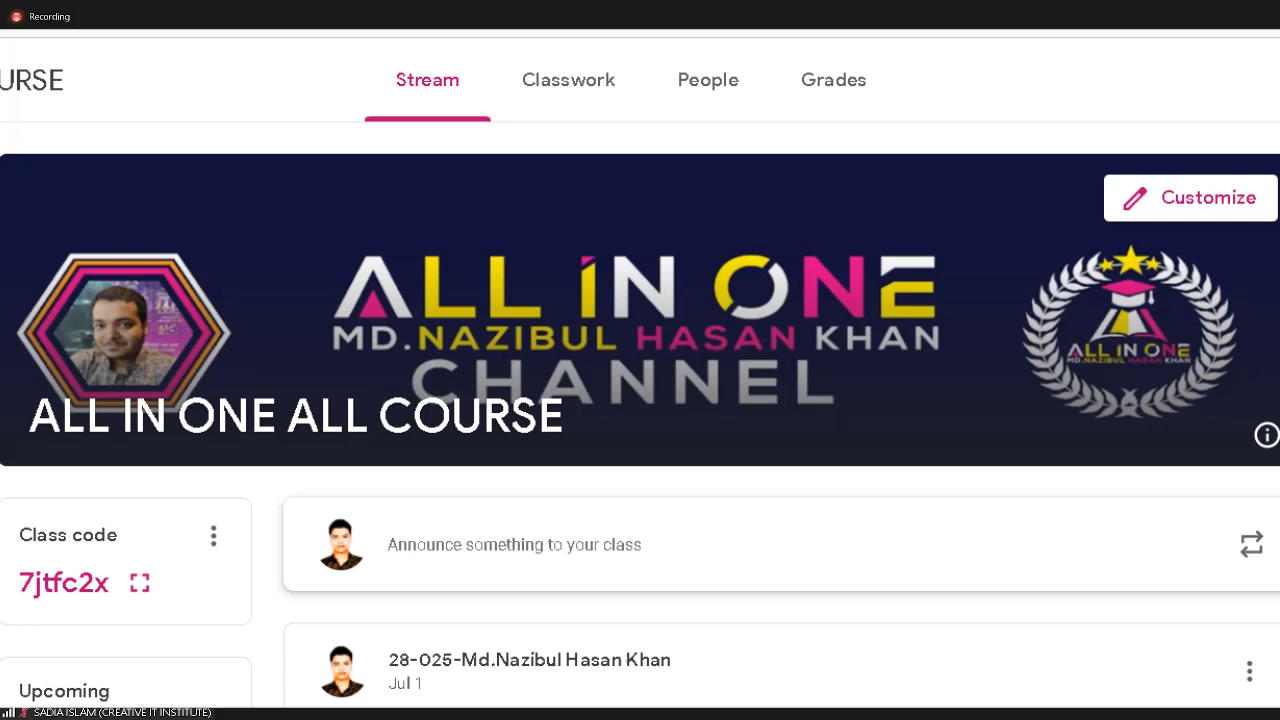 Recording
URSE
Stream Classwork People Grades
Customize
ALL IN ONE
MD.NAZIBUL HASAN KHAN
CHANNEL
ALL IN ONE
MD.NAZIBUL HASAN KHAN
ALL IN ONE ALL COURSE
Class code
7jtfc2x
Announce something to your class
28-025-Md.Nazibul Hasan Khan
Jul 1
Upcoming
SADIA ISLAM (CREATIVE IT INSTITUTE)